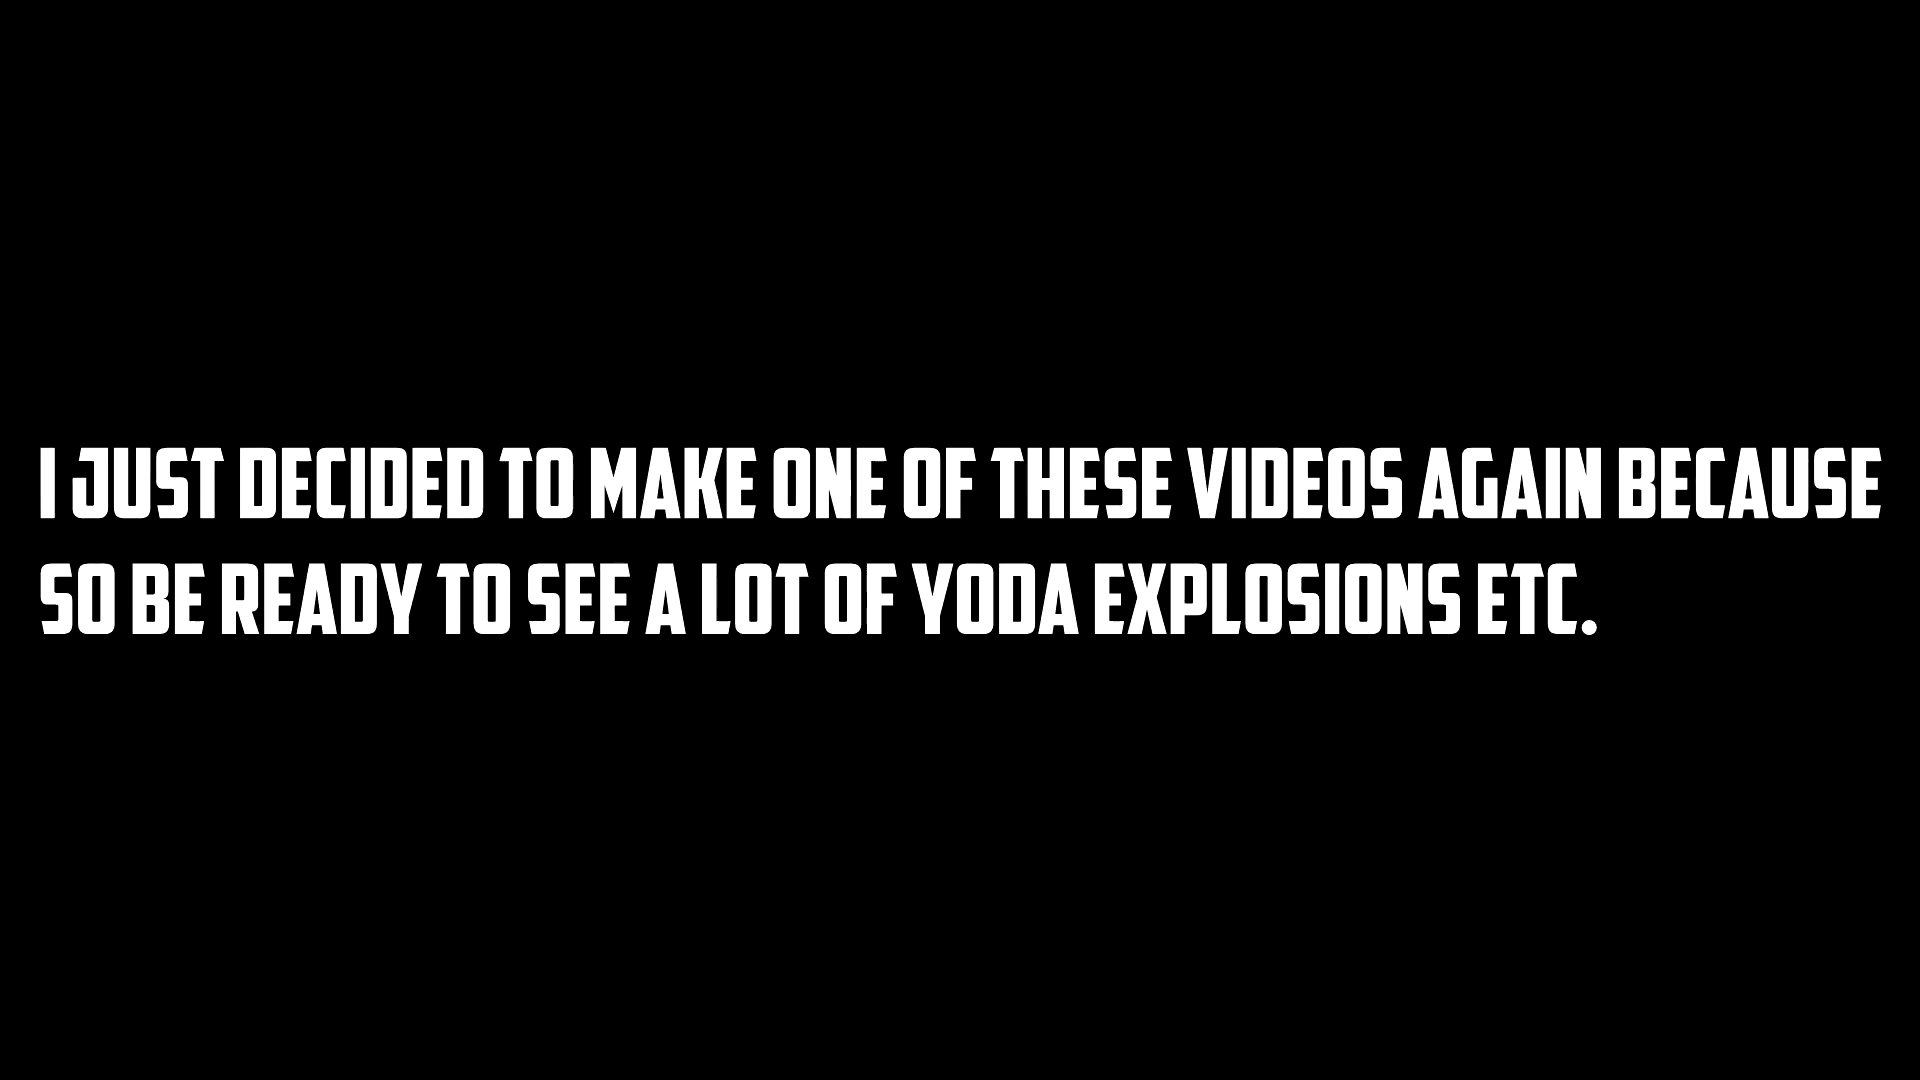 I JUST DECIDED TO MAKE ONE OF THESE VIDEOS AGAIN BECAUSE
SO BE READY TO SEE A LOT OF YODA EXPLOSIONS ETC.